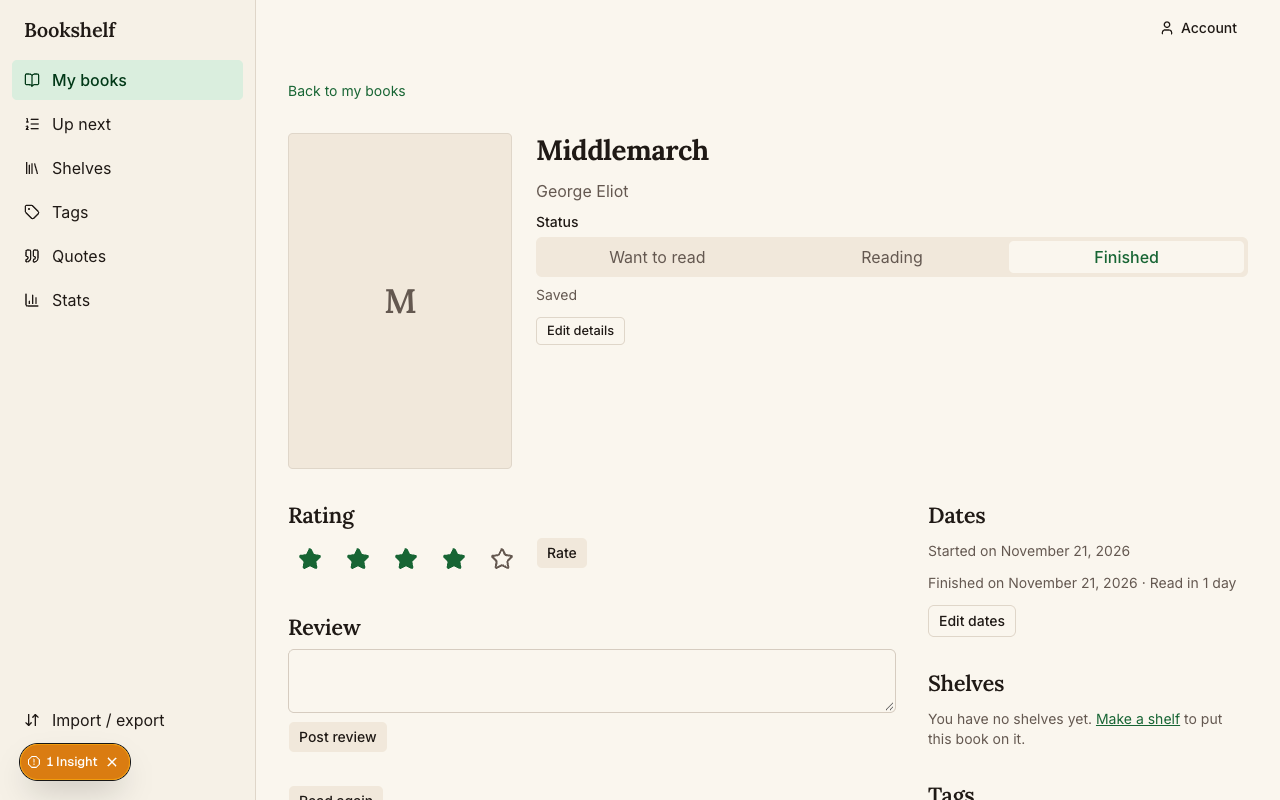 Bookshelf
My books
Up next
Shelves
Tags
Quotes
Stats
Import / export
1 Insight
Account
Back to my books
M
Middlemarch
George Eliot
Status
Want to read
Reading
Finished
Saved
Edit details
Rating
Rate
Review
Post review
Read again
Dates
Started on November 21, 2026
Finished on November 21, 2026 · Read in 1 day
Edit dates
Shelves
You have no shelves yet. Make a shelf to put
this book on it.
Tags